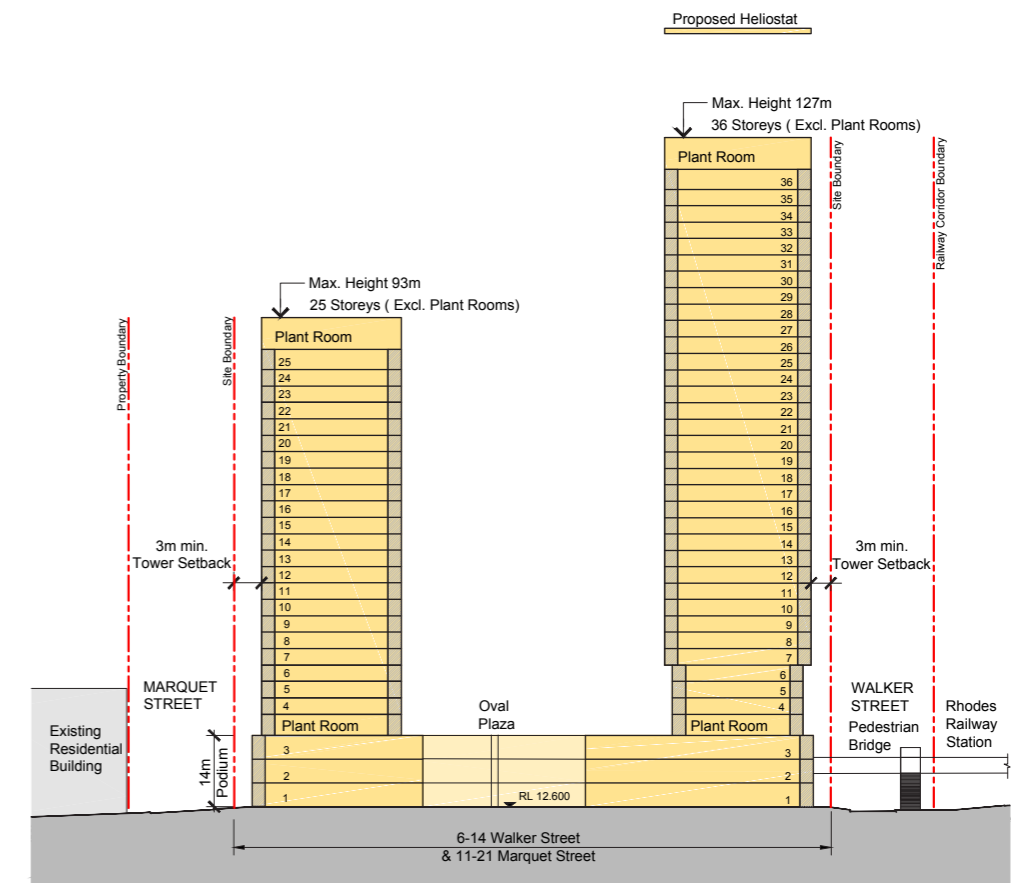 Proposed Heliostat
Max. Height 127m
36 Storeys ( Excl. Plant Rooms)
Plant Room
36
35
34
33
32
31
30
29
28
27
26
25
24
23
22
21
20
19
18
17
16
15
14
13
12
11
10
9
8
7
6
5
4
Plant Room
3
2
1
Site Boundary
Railway Corridor Boundary
3m min.
Tower Setback
WALKER
STREET
Pedestrian
Bridge
Rhodes
Railway
Station
Max. Height 93m
25 Storeys ( Excl. Plant Rooms)
Plant Room
25
24
23
22
21
20
19
18
17
16
15
14
13
12
11
10
9
8
7
6
5
4
Plant Room
3
2
1
Property Boundary
Site Boundary
3m min.
Tower Setback
MARQUET
STREET
Existing
Residential
Building
14m
Podium
Oval
Plaza
RL 12.600
6-14 Walker Street
& 11-21 Marquet Street